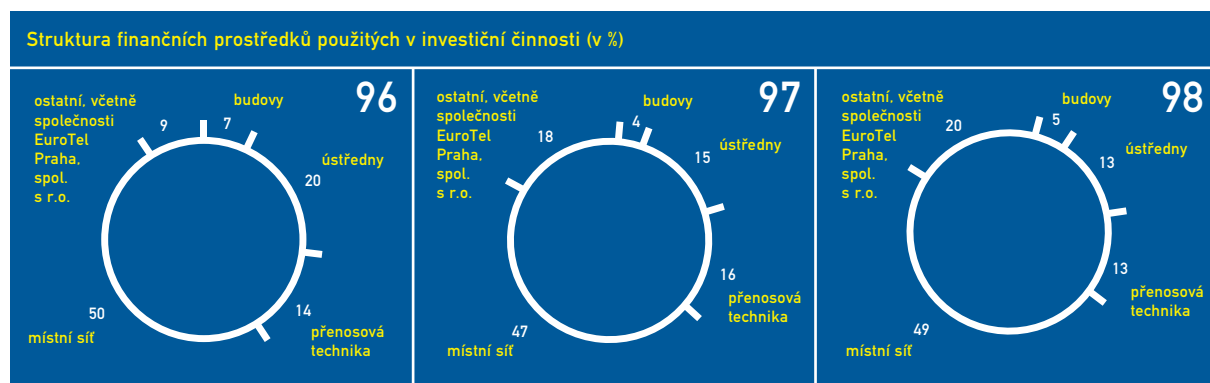 Struktura finančních prostředků použitých v investiční činnosti (v %)
96
ostatní, včetně
společnosti
EuroTel
Praha,
spol.
s r.o.
9
7
budovy
ústředny
20
14
přenosová
technika
50
místní síť
97
ostatní, včetně
společnosti
EuroTel
Praha,
spol.
s r.o.
18
4
budovy
15
ústředny
16
přenosová
technika
47
místní síť
98
ostatní, včetně
společnosti
EuroTel
Praha,
spol.
s r.o.
20
5
budovy
13
ústředny
13
přenosová
technika
49
místní síť